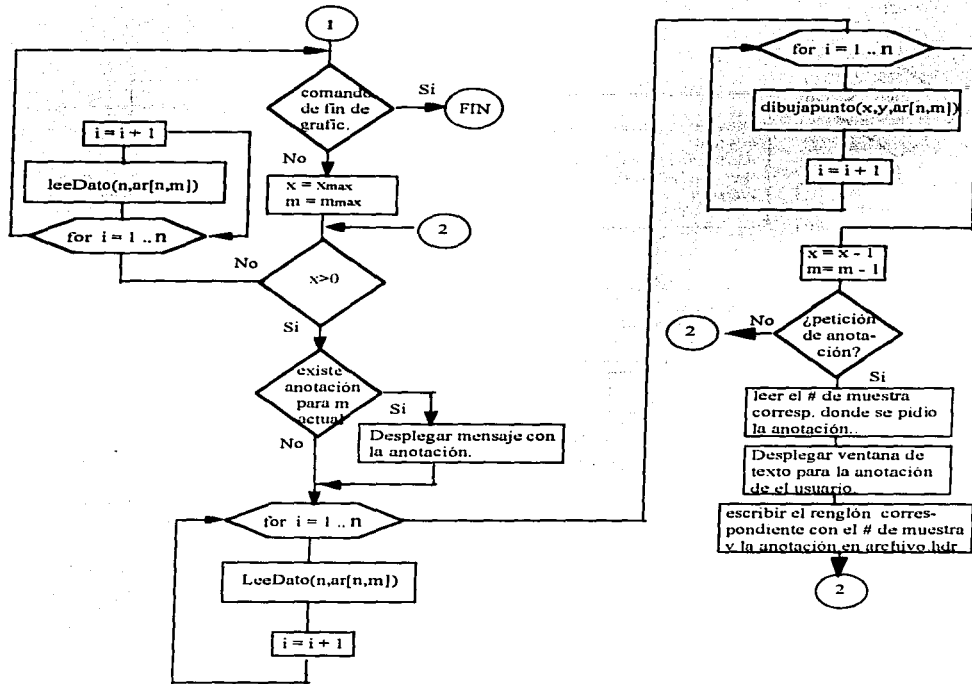 1
comando
de fin de
grafic.
Si
FIN
No
x = xmax
m = mmax
2
i = i + 1
leeDato(n,ar[n,m])
for i = 1 .. n
No
x>0
Si
existe
anotación
para m
actual
Si
No
Desplegar mensaje con
la anotación.
for i = 1 .. n
LeeDato(n,ar[n,m])
i = i + 1
for i = 1 .. n
dibujapunto(x,y,ar[n,m])
i = i + 1
x = x - 1
m= m - 1
2
No
¿petición
de anota-
ción?
Si
leer el # de muestra
corresp. donde se pidio
la anotación..
Desplegar ventana de
texto para la anotación
de el usuario.
escribir el renglón corres-
pondiente con el # de muestra
y la anotación en archivo.hdr
2